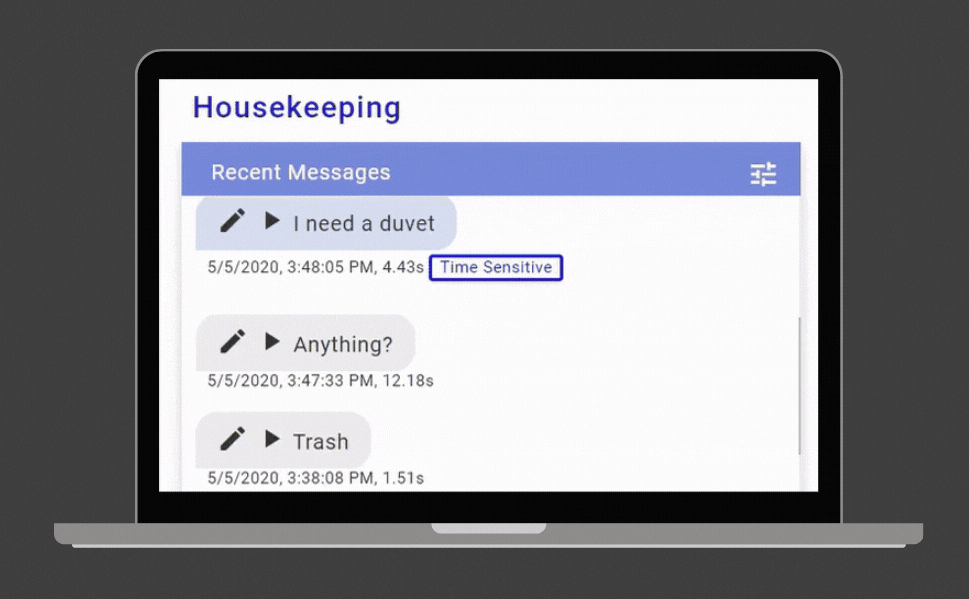 Housekeeping
Recent Messages
I need a duvet
5/5/2020, 3:48:05 PM, 4.43s Time Sensitive
Anything?
5/5/2020, 3:47:33 PM, 12.18s
Trash
5/5/2020, 3:38:08 PM, 1.51s